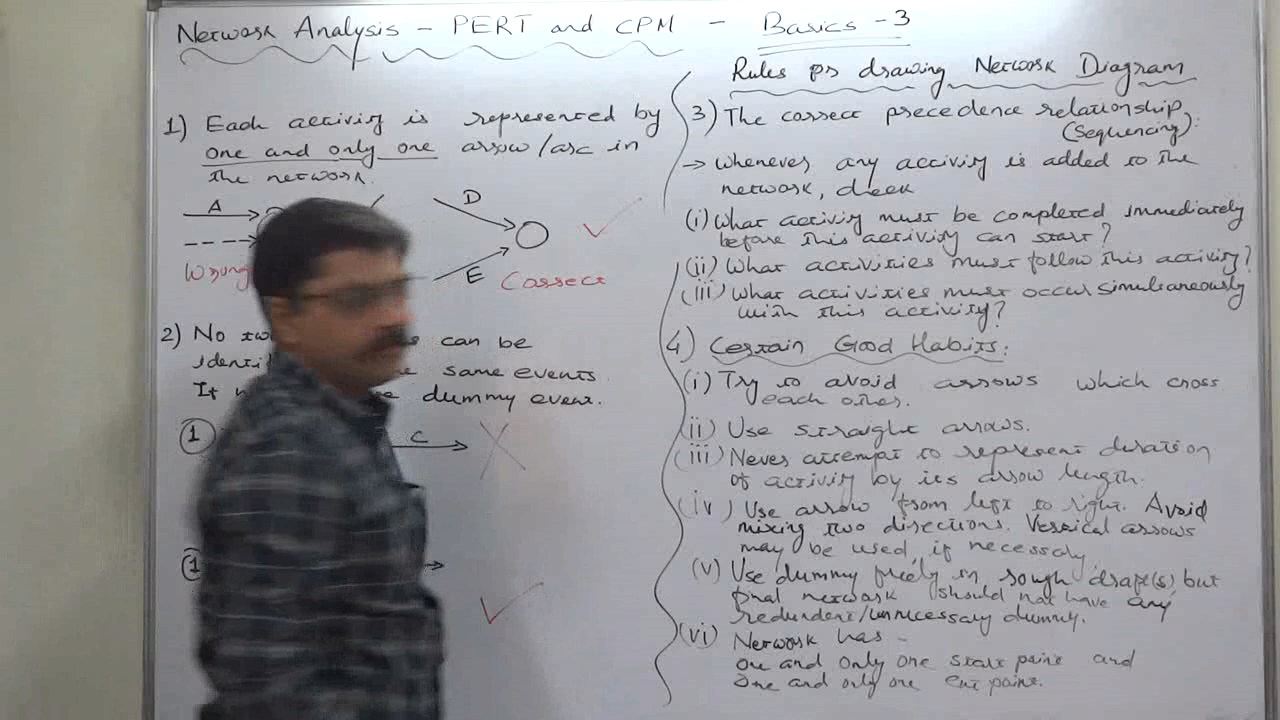 Network Analysis - PERT and CPM - Basics - 3
1) Each activity is represented by
one and only one arrow/arc in
the network.
A
Wrong
D
E
Correct
2) No can be
same events.
If dummy event.
1
C
1
Rules for drawing Network Diagram
3) The correct precedence relationship
(Sequencing):
→ Whenever any activity is added to the
network, check
(i) What activity must be completed immediately
before this activity can start?
(ii) What activities must follow this activity?
(iii) What activities must occur simultaneously
with this activity?
4) Certain Good Habits:
(i) Try to avoid arrows which cross
each other.
(ii) Use straight arrows.
(iii) Never attempt to represent duration
of activity by its arrow length.
(iv) Use arrow from left to right. Avoid
mixing two directions. Vertical arrows
may be used, if necessary
(v) Use dummy freely in rough draft(s) but
final network should not have any
redundent/unnecessary dummy.
(vi) Network has -
One and only one start point and
One and only one end point.